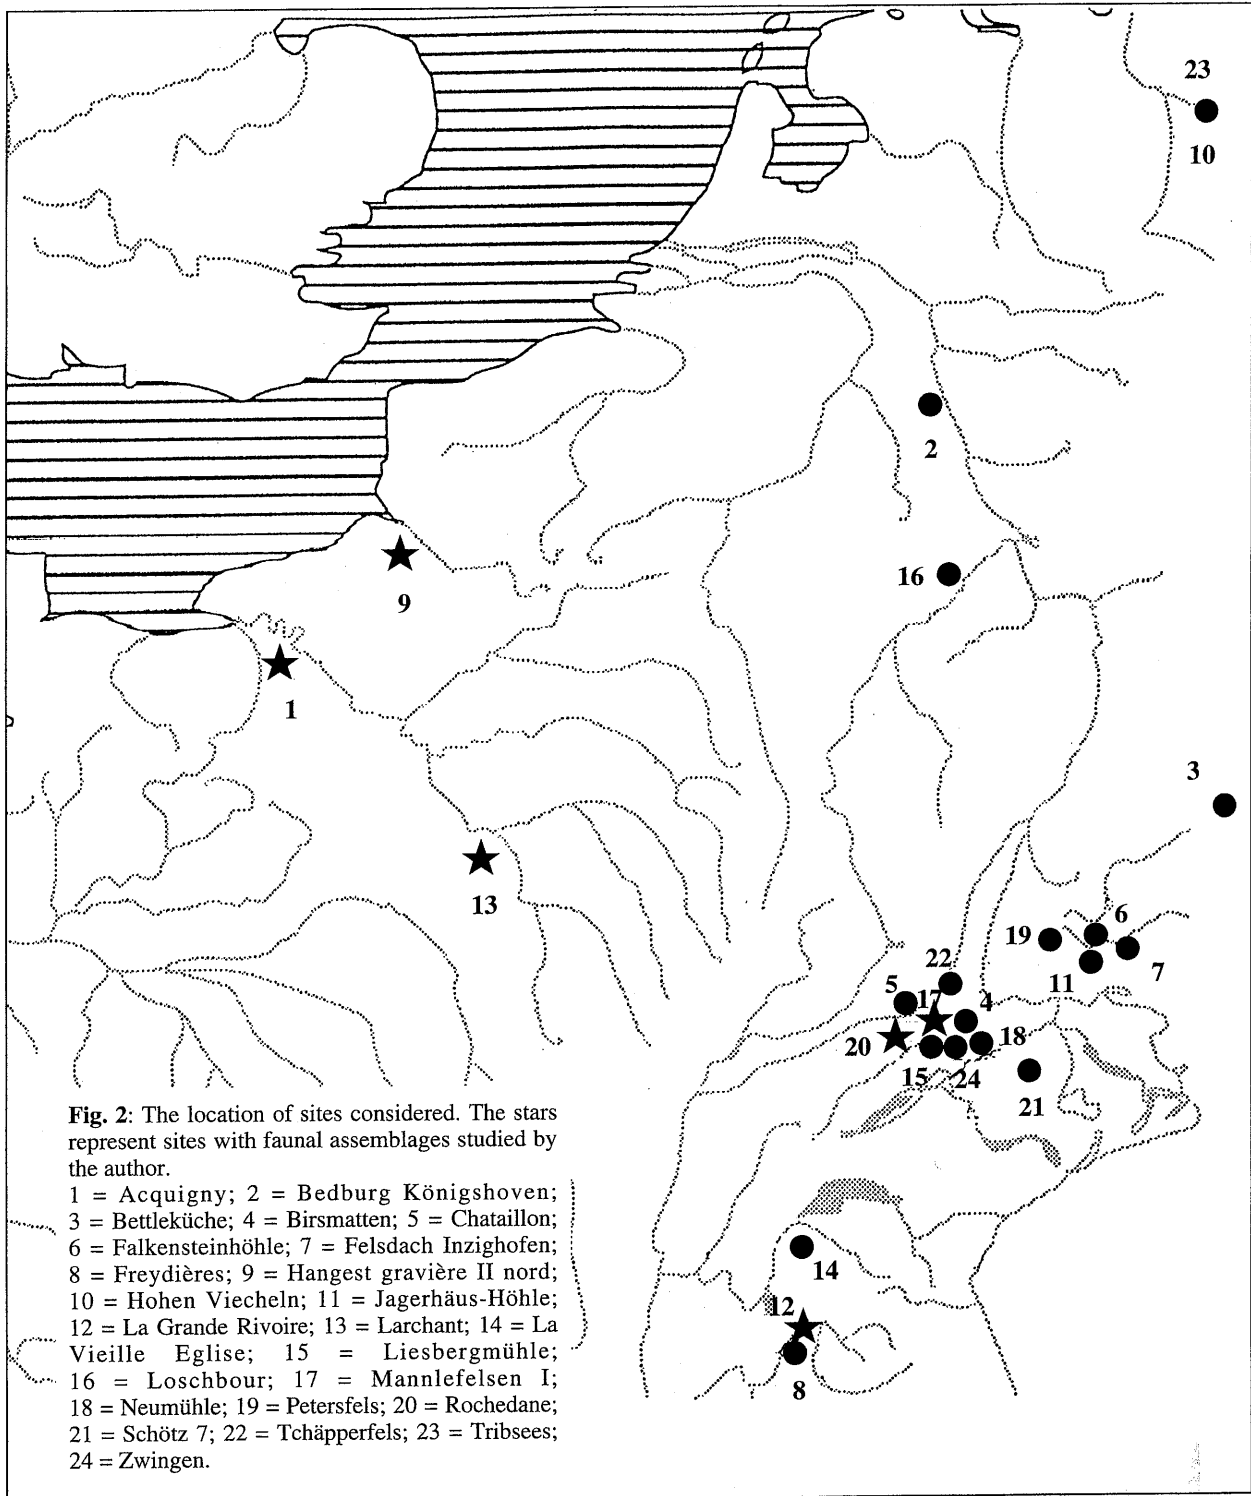 23
10
2
16
9
1
3
13
19
6
11
7
22
5
17
4
20
18
15
24
21
14
12
8
Fig. 2: The location of sites considered. The stars
represent sites with faunal assemblages studied by
the author.
1 = Acquigny; 2 = Bedburg Königshoven;
3 = Bettleküche; 4 = Birsmatten; 5 = Chataillon;
6 = Falkensteinhöhle; 7 = Felsdach Inzighofen;
8 = Freydières; 9 = Hangest gravière II nord;
10 = Hohen Viecheln; 11 = Jagerhäus-Höhle;
12 = La Grande Rivoire; 13 = Larchant; 14 = La
Vieille Eglise; 15 = Liesbergmühle;
16 = Loschbour; 17 = Mannlefelsen I;
18 = Neumühle; 19 = Petersfels; 20 = Rochedane;
21 = Schötz 7; 22 = Tchäpperfels; 23 = Tribsees;
24 = Zwingen.